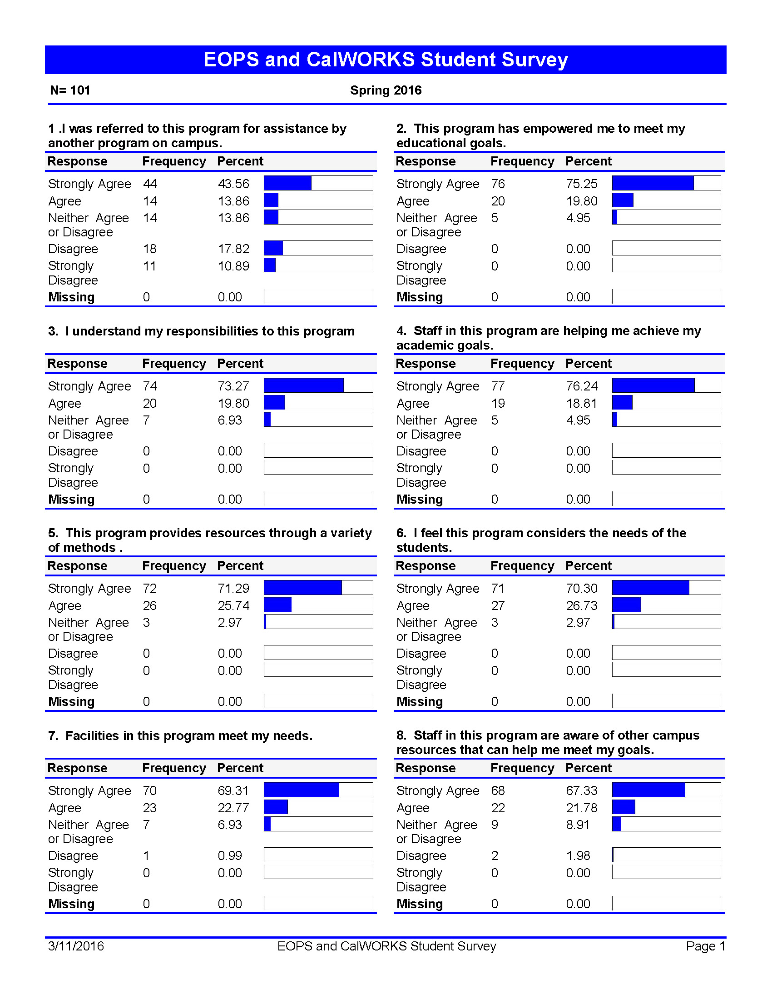 EOPS and CalWORKS Student Survey
N= 101 Spring 2016
1 .I was referred to this program for assistance by
another program on campus.
Response Frequency Percent
Strongly Agree 44 43.56
Agree 14 13.86
Neither Agree 14 13.86
or Disagree
Disagree 18 17.82
Strongly 11 10.89
Disagree
Missing 0 0.00
2. This program has empowered me to meet my
educational goals.
Response Frequency Percent
Strongly Agree 76 75.25
Agree 20 19.80
Neither Agree 5 4.95
or Disagree
Disagree 0 0.00
Strongly 0 0.00
Disagree
Missing 0 0.00
3. I understand my responsibilities to this program
Response Frequency Percent
Strongly Agree 74 73.27
Agree 20 19.80
Neither Agree 7 6.93
or Disagree
Disagree 0 0.00
Strongly 0 0.00
Disagree
Missing 0 0.00
4. Staff in this program are helping me achieve my
academic goals.
Response Frequency Percent
Strongly Agree 77 76.24
Agree 19 18.81
Neither Agree 5 4.95
or Disagree
Disagree 0 0.00
Strongly 0 0.00
Disagree
Missing 0 0.00
5. This program provides resources through a variety
of methods .
Response Frequency Percent
Strongly Agree 72 71.29
Agree 26 25.74
Neither Agree 3 2.97
or Disagree
Disagree 0 0.00
Strongly 0 0.00
Disagree
Missing 0 0.00
6. I feel this program considers the needs of the
students.
Response Frequency Percent
Strongly Agree 71 70.30
Agree 27 26.73
Neither Agree 3 2.97
or Disagree
Disagree 0 0.00
Strongly 0 0.00
Disagree
Missing 0 0.00
7. Facilities in this program meet my needs.
Response Frequency Percent
Strongly Agree 70 69.31
Agree 23 22.77
Neither Agree 7 6.93
or Disagree
Disagree 1 0.99
Strongly 0 0.00
Disagree
Missing 0 0.00
8. Staff in this program are aware of other campus
resources that can help me meet my goals.
Response Frequency Percent
Strongly Agree 68 67.33
Agree 22 21.78
Neither Agree 9 8.91
or Disagree
Disagree 2 1.98
Strongly 0 0.00
Disagree
Missing 0 0.00
3/11/2016 EOPS and CalWORKS Student Survey Page 1